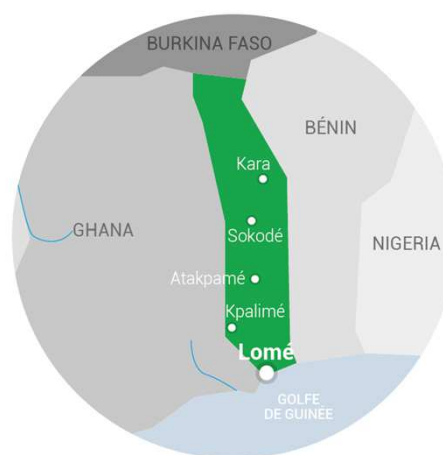 BURKINA FASO
BÉNIN
Kara
GHANA
Sokodé
NIGERIA
Atakpamé
Kpalimé
Lomé
GOLFE
DE GUINÉE